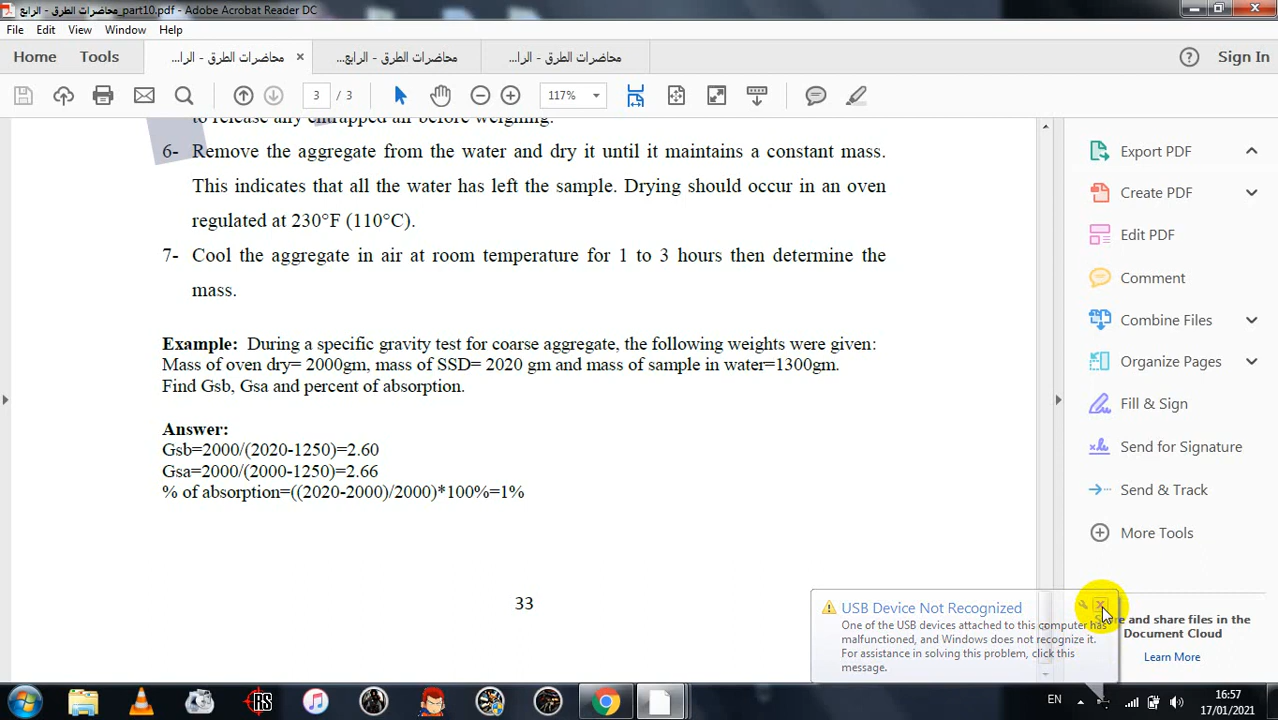 محاضرات الطرق - الرابع_part10.pdf - Adobe Acrobat Reader DC
File Edit View Window Help
Home Tools محاضرات الطرق - الرا... محاضرات الطرق - الرابع... محاضرات الطرق - الرا... Sign In
3 / 3 117%
to release any entrapped air before weighing.
6- Remove the aggregate from the water and dry it until it maintains a constant mass.
This indicates that all the water has left the sample. Drying should occur in an oven
regulated at 230°F (110°C).
7- Cool the aggregate in air at room temperature for 1 to 3 hours then determine the
mass.
Example: During a specific gravity test for coarse aggregate, the following weights were given:
Mass of oven dry= 2000gm, mass of SSD= 2020 gm and mass of sample in water=1300gm.
Find Gsb, Gsa and percent of absorption.
Answer:
Gsb=2000/(2020-1250)=2.60
Gsa=2000/(2000-1250)=2.66
% of absorption=((2020-2000)/2000)*100%=1%
33
Export PDF
Create PDF
Edit PDF
Comment
Combine Files
Organize Pages
Fill & Sign
Send for Signature
Send & Track
More Tools
and share files in the
Document Cloud
Learn More
USB Device Not Recognized
One of the USB devices attached to this computer has
malfunctioned, and Windows does not recognize it.
For assistance in solving this problem, click this
message.
RS
EN
16:57
17/01/2021